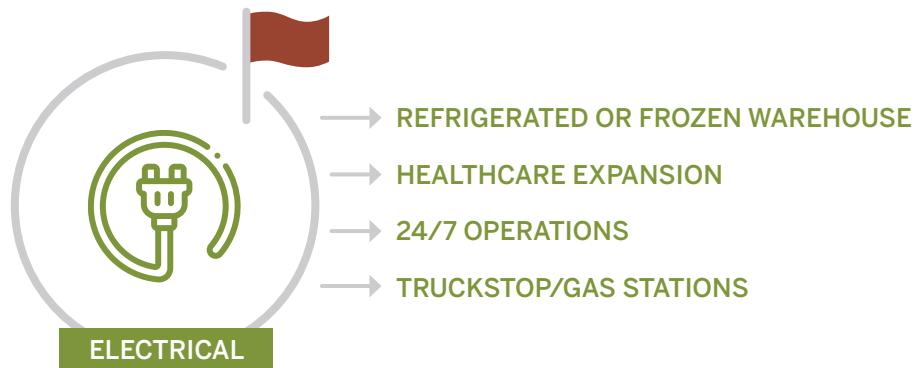 REFRIGERATED OR FROZEN WAREHOUSE
HEALTHCARE EXPANSION
24/7 OPERATIONS
TRUCKSTOP/GAS STATIONS
ELECTRICAL